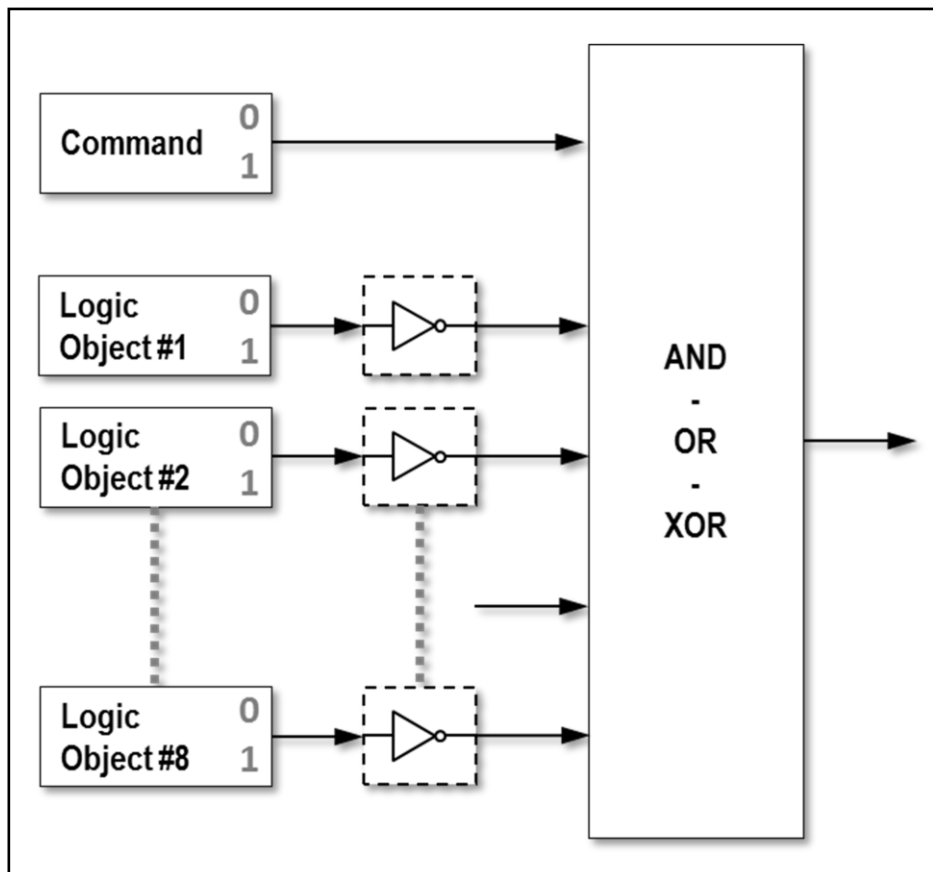 Command
0
1
Logic
Object #1
0
1
Logic
Object #2
0
1
Logic
Object #8
0
1
AND
-
OR
-
XOR